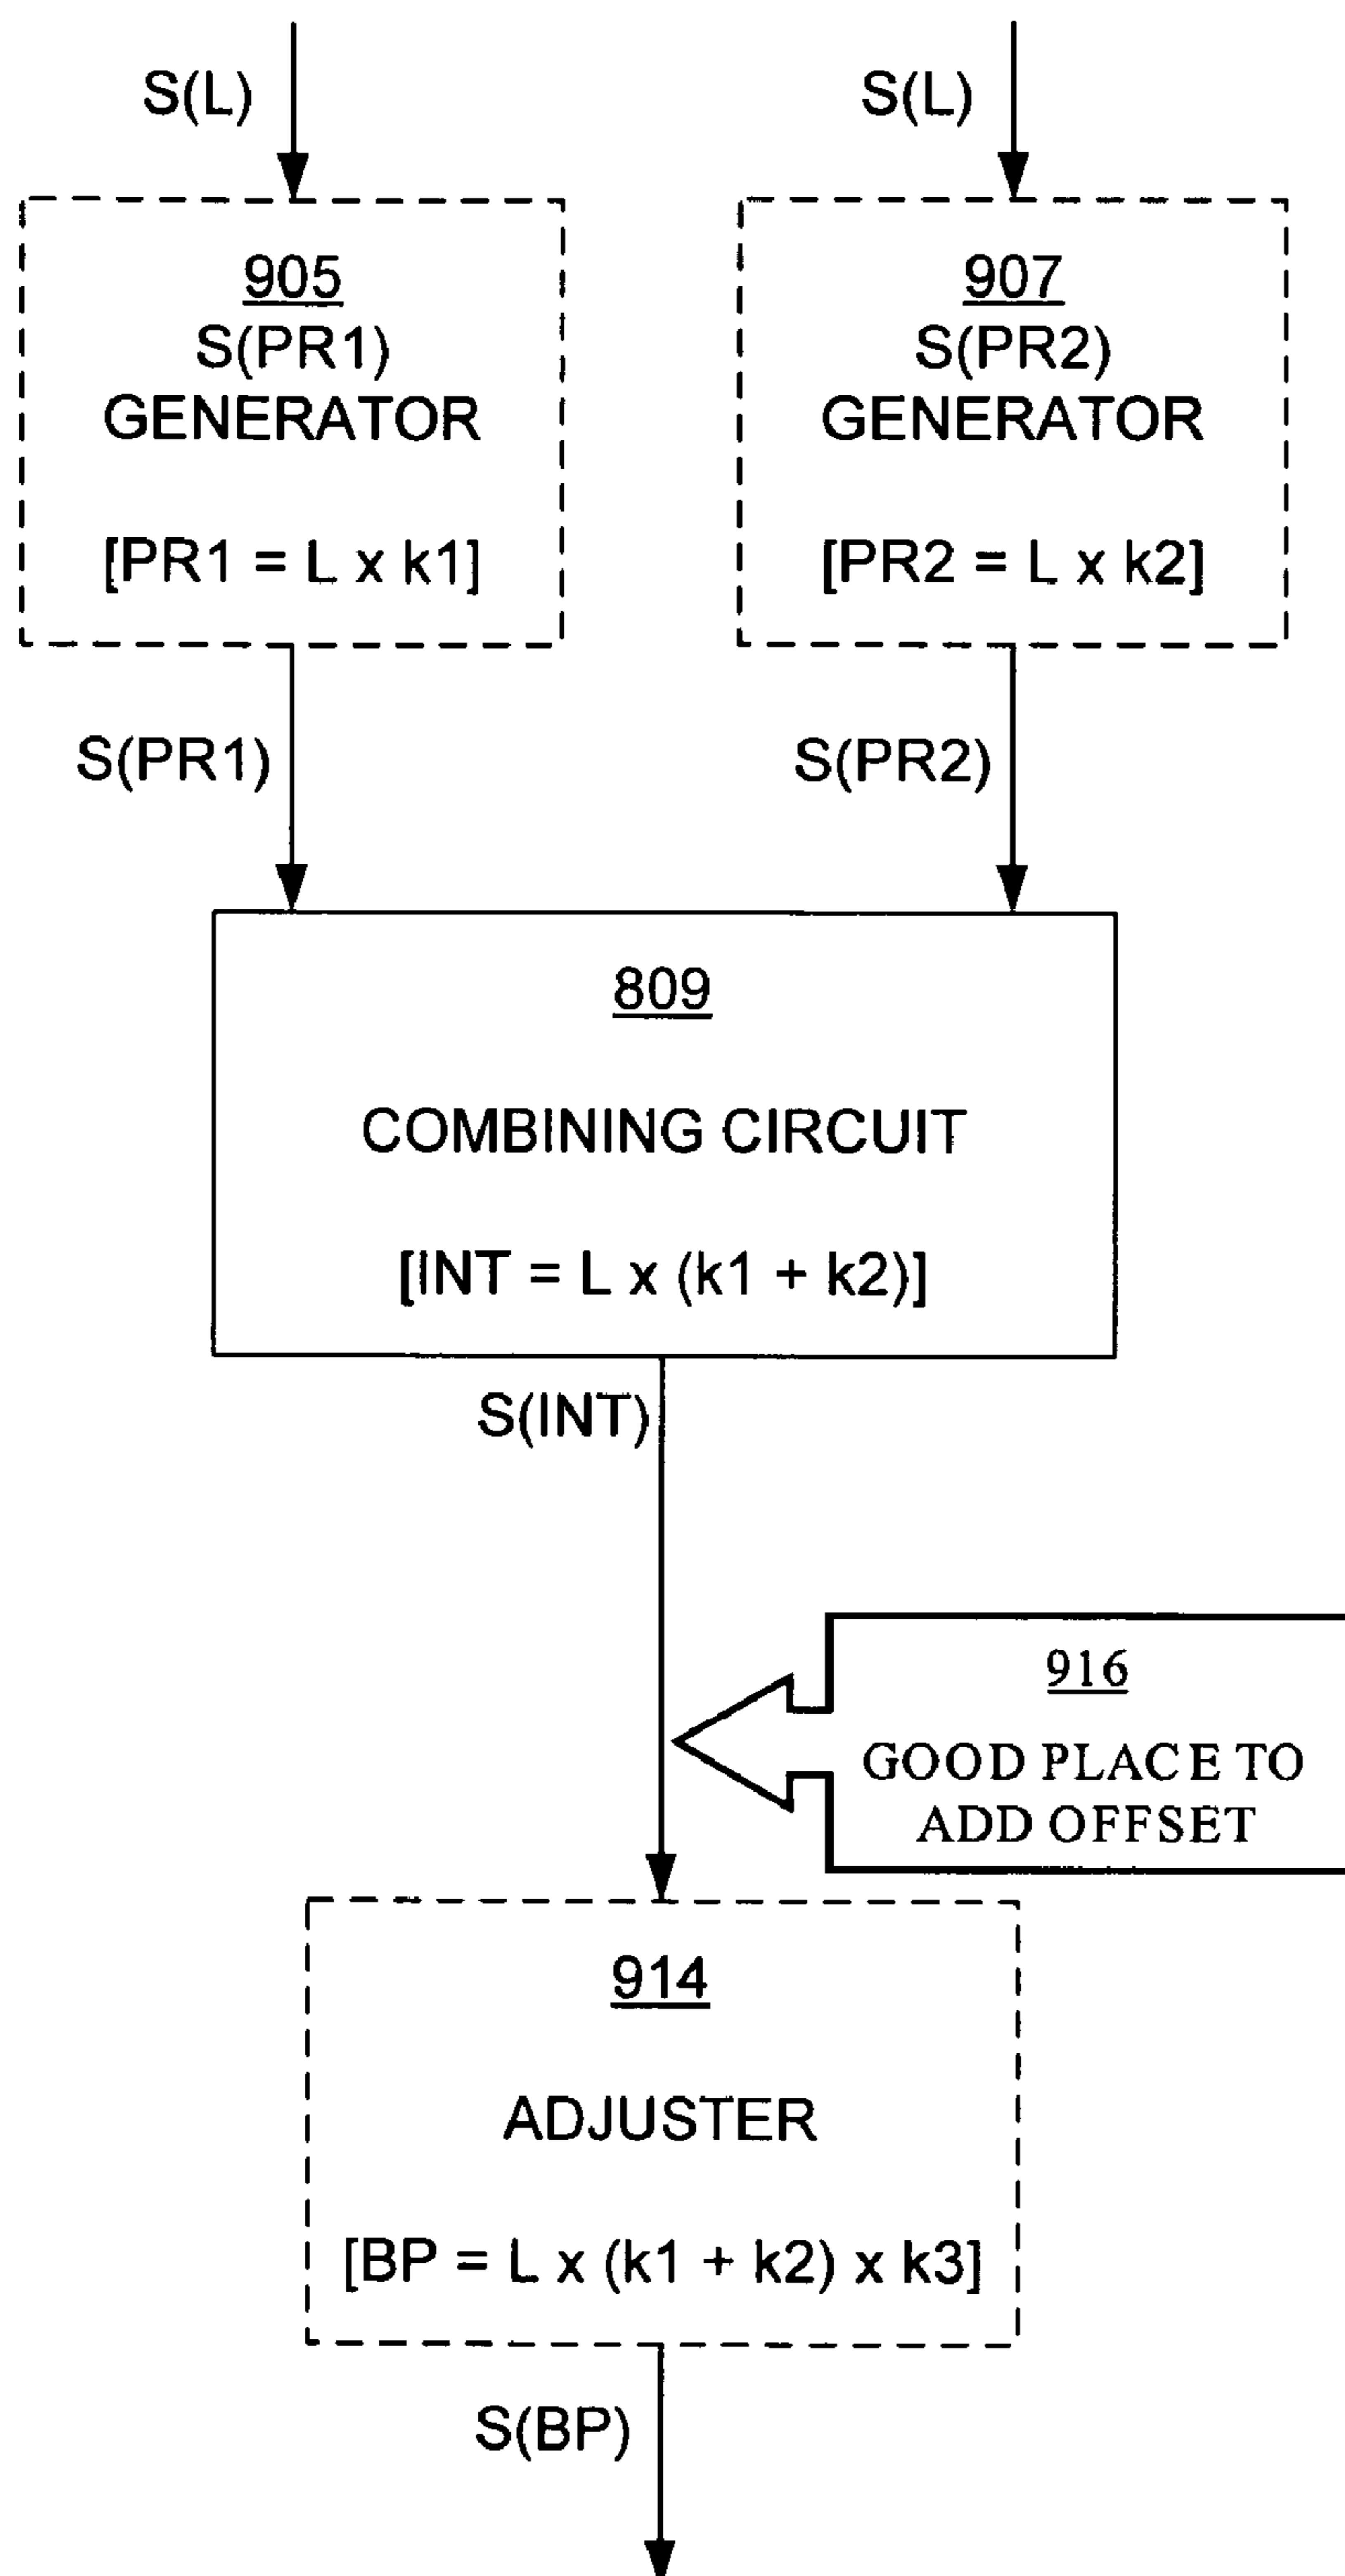 S(L)
S(L)
905
S(PR1)
GENERATOR
[PR1 = L x k1]
907
S(PR2)
GENERATOR
[PR2 = L x k2]
S(PR1)
S(PR2)
809
COMBINING CIRCUIT
[INT = L x (k1 + k2)]
S(INT)
916
GOOD PLACE TO
ADD OFFSET
914
ADJUSTER
[BP = L x (k1 + k2) x k3]
S(BP)